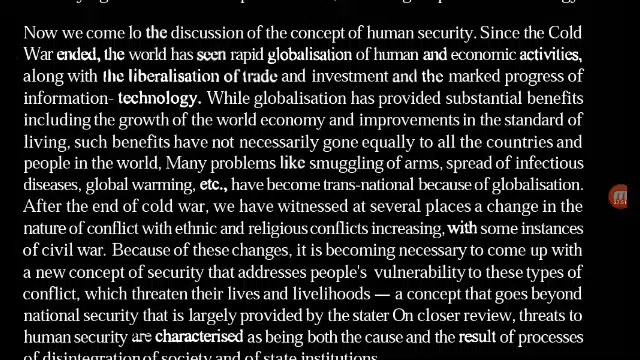 Now we come lo the discussion of the concept of human security. Since the Cold
War ended, the world has seen rapid globalisation of human and economic activities,
along with the liberalisation of trade and investment and the marked progress of
information- technology. While globalisation has provided substantial benefits
including the growth of the world economy and improvements in the standard of
living, such benefits have not necessarily gone equally to all the countries and
people in the world, Many problems like smuggling of arms, spread of infectious
diseases, global warming, etc., have become trans-national because of globalisation.
After the end of cold war, we have witnessed at several places a change in the
nature of conflict with ethnic and religious conflicts increasing, with some instances
of civil war. Because of these changes, it is becoming necessary to come up with
a new concept of security that addresses people's vulnerability to these types of
conflict, which threaten their lives and livelihoods — a concept that goes beyond
national security that is largely provided by the stater On closer review, threats to
human security are characterised as being both the cause and the result of processes
of disintegration of society and of state institutions.